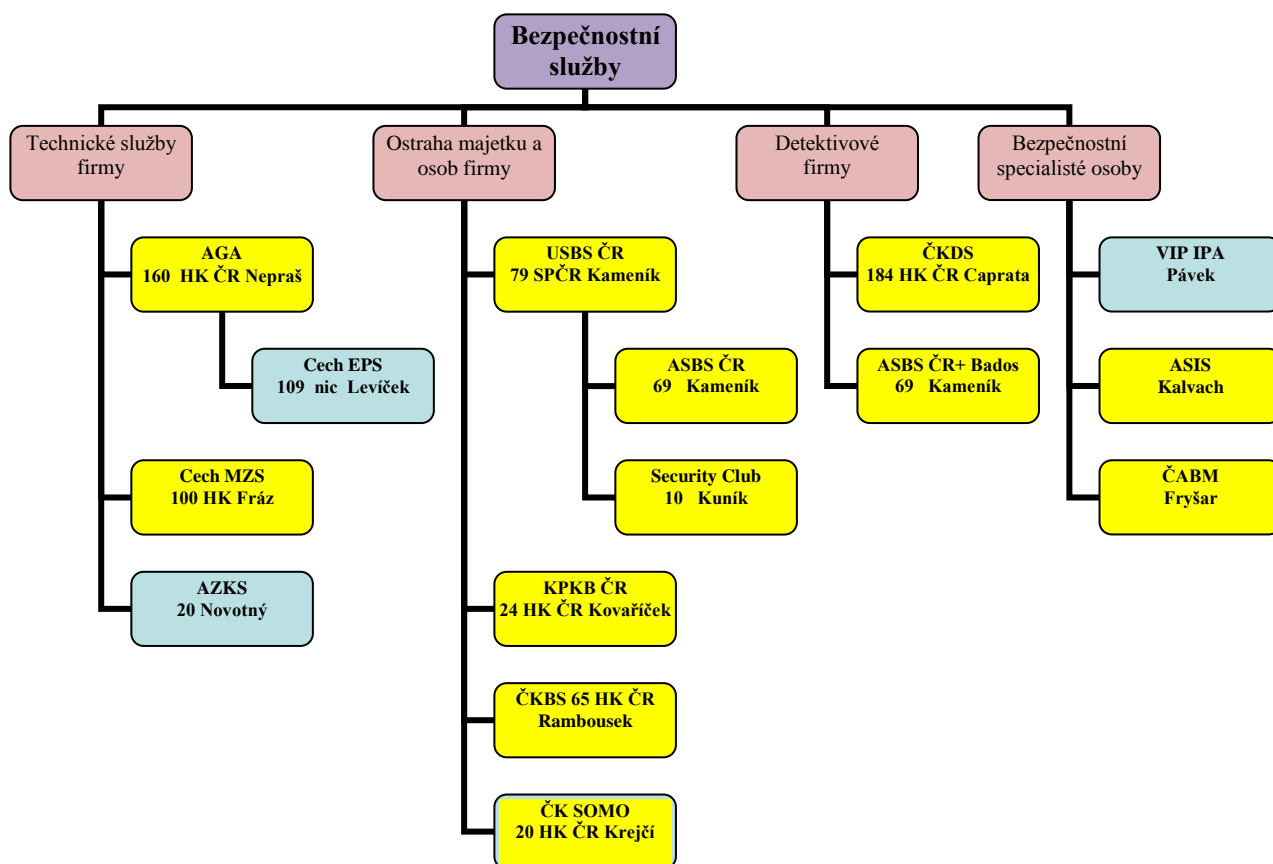 Bezpečnostní
služby
Technické služby
firmy
Ostraha majetku a
osob firmy
Detektivové
firmy
Bezpečnostní
specialisté osoby
AGA
160 HK ČR Nepraš
Cech EPS
109 nic Levíček
Cech MZS
100 HK Fráz
AZKS
20 Novotný
USBS ČR
79 SPČR Kameník
ASBS ČR
69 Kameník
Security Club
10 Kuník
KPKB ČR
24 HK ČR Kovaříček
ČKBS 65 HK ČR
Rambousek
ČK SOMO
20 HK ČR Krejčí
ČKDS
184 HK ČR Caprata
ASBS ČR+ Bados
69 Kameník
VIP IPA
Pávek
ASIS
Kalvach
ČABM
Fryšar